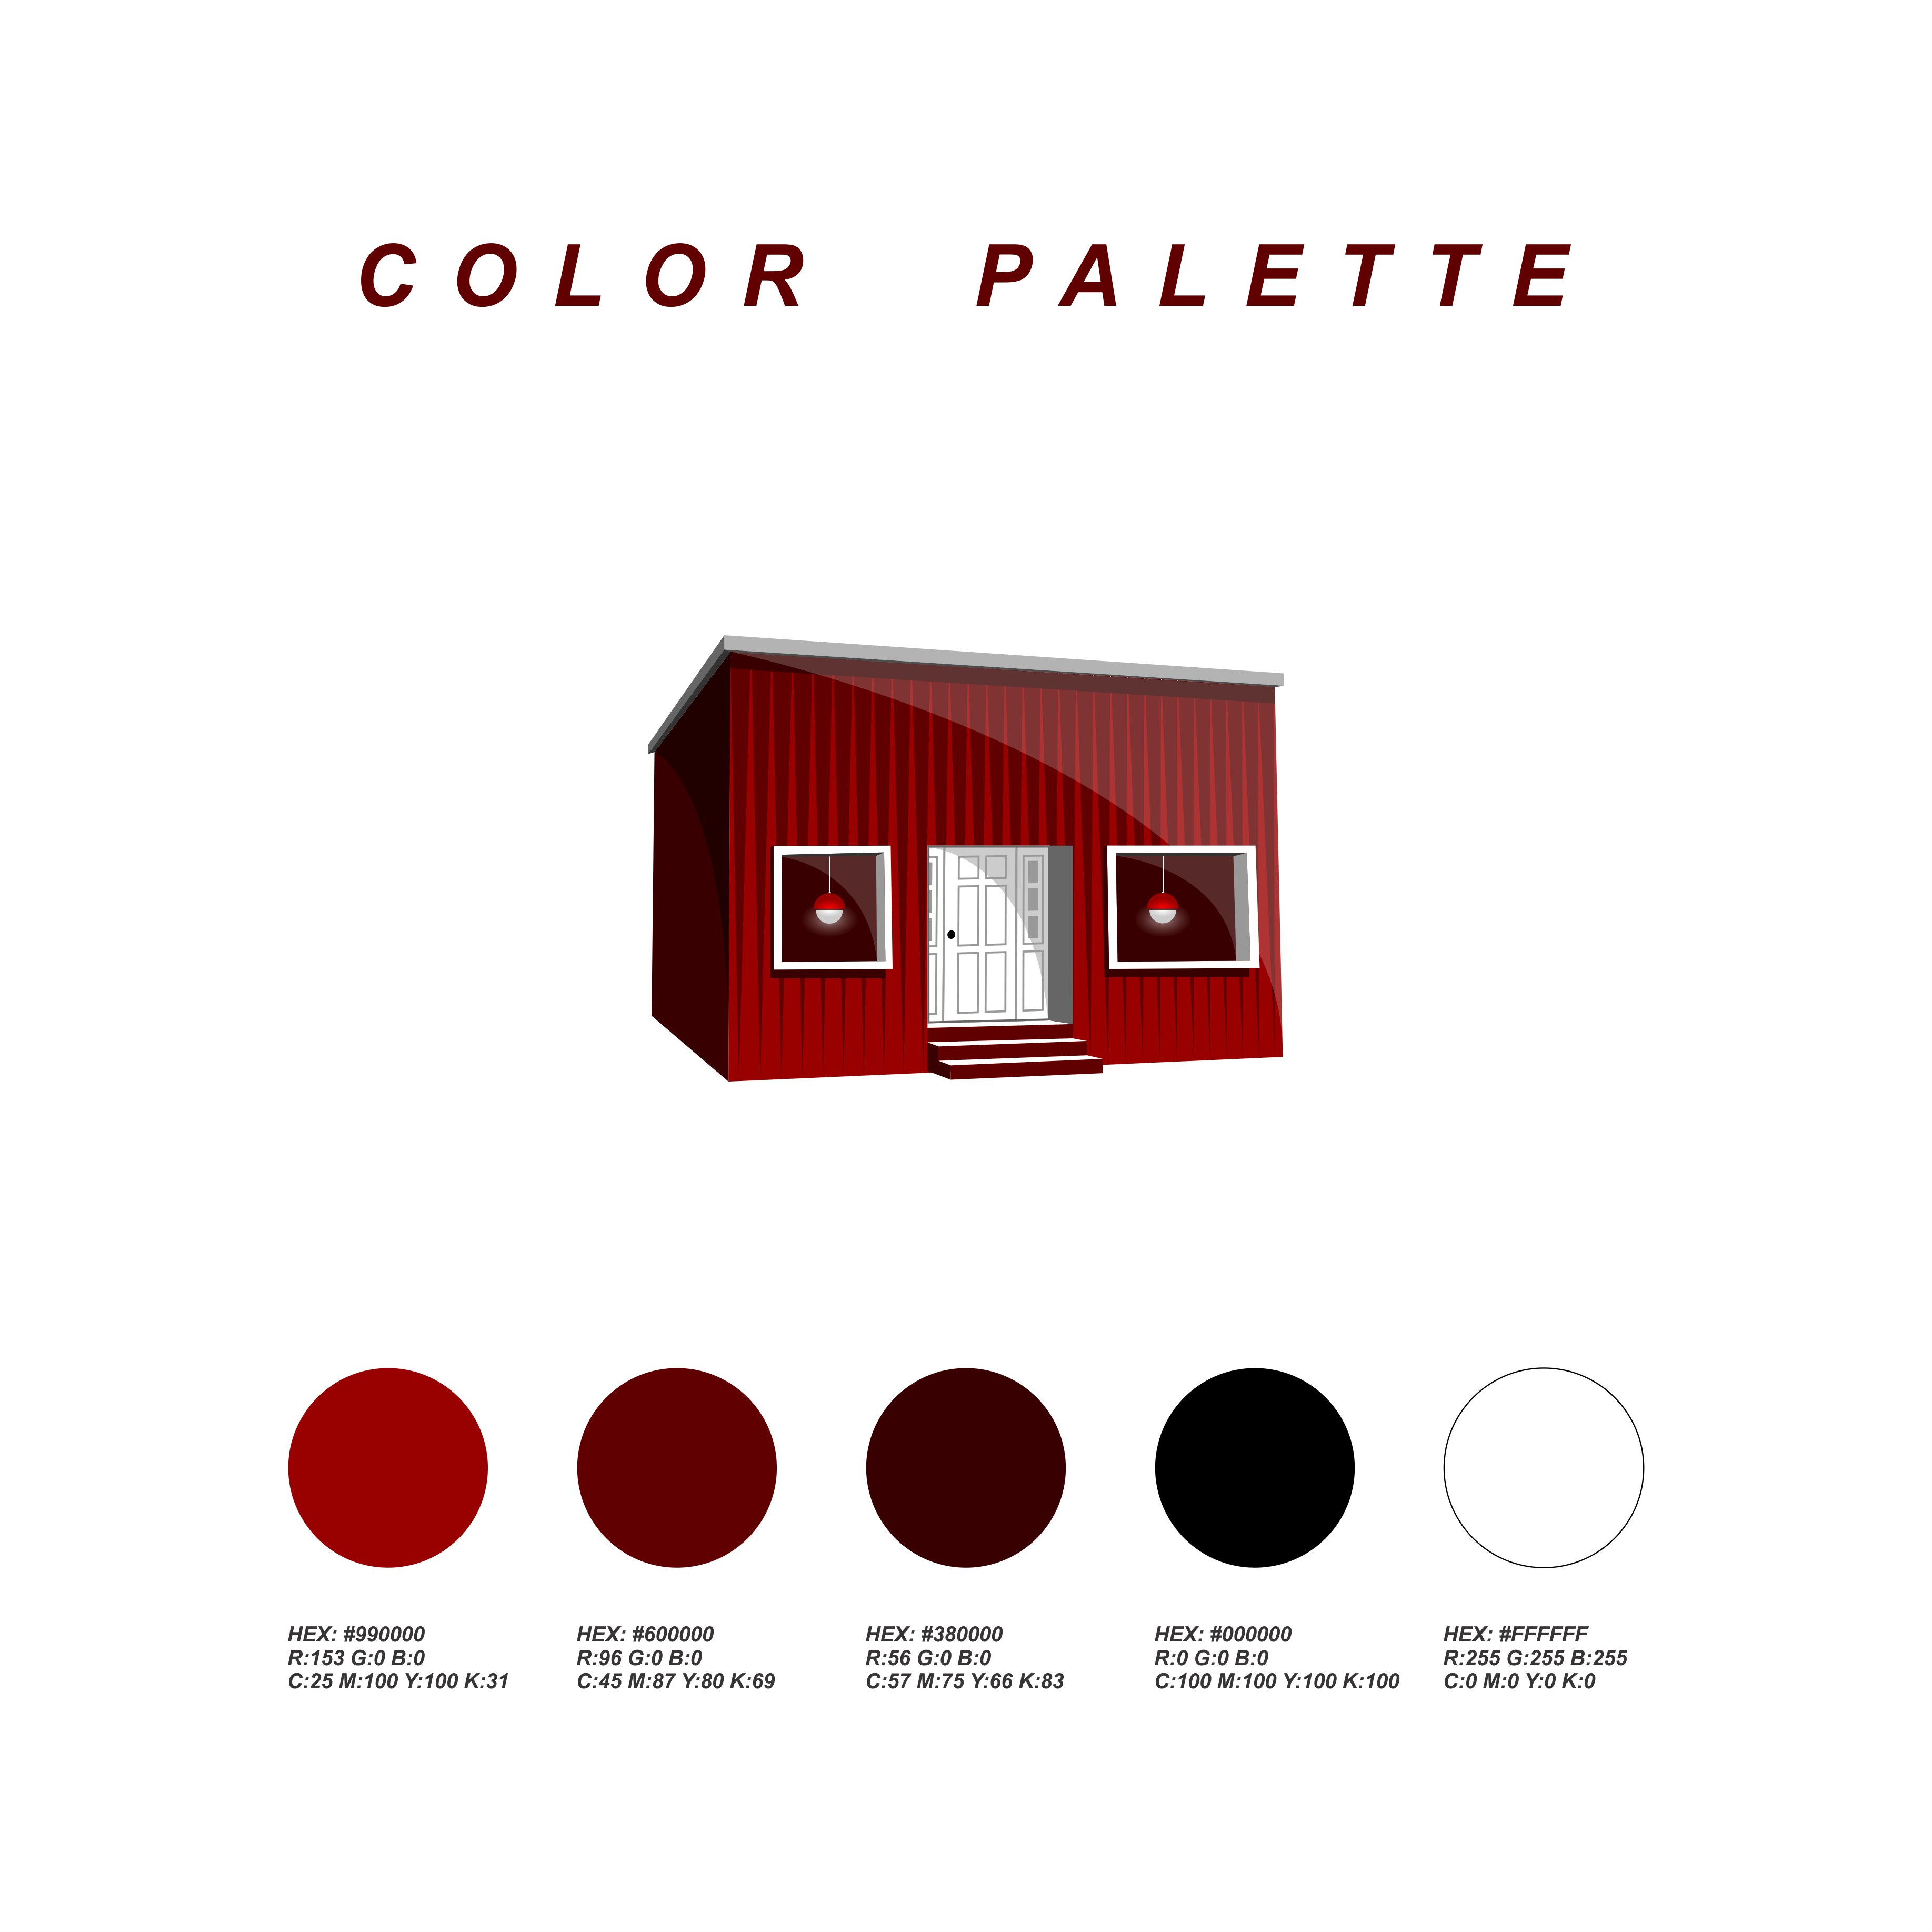 COLOR PALETTE
HEX: #990000
R:153 G:0 B:0
C:25 M:100 Y:100 K:31
HEX: #600000
R:96 G:0 B:0
C:45 M:87 Y:80 K:69
HEX: #380000
R:56 G:0 B:0
C:57 M:75 Y:66 K:83
HEX: #000000
R:0 G:0 B:0
C:100 M:100 Y:100 K:100
HEX: #FFFFFF
R:255 G:255 B:255
C:0 M:0 Y:0 K:0